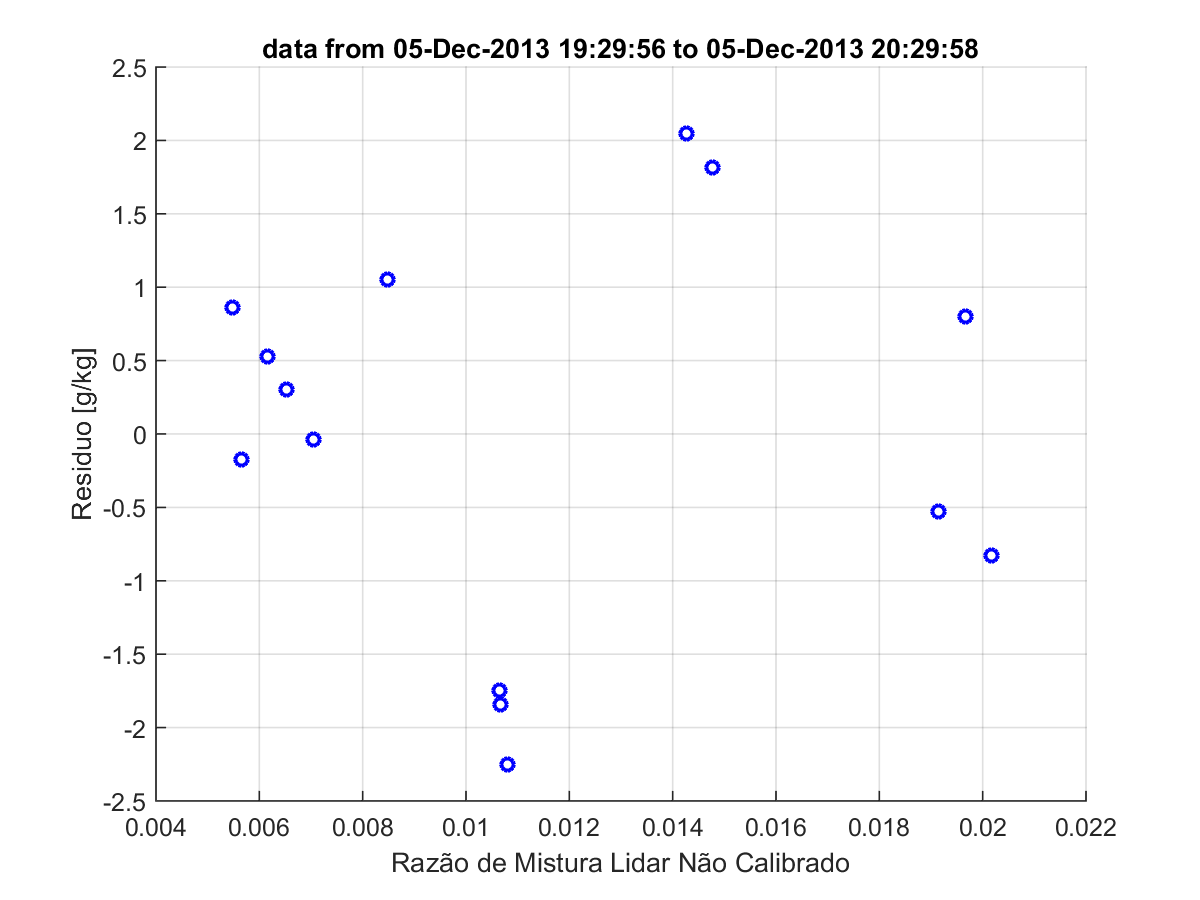 data from 05-Dec-2013 19:29:56 to 05-Dec-2013 20:29:58
2.5
2
1.5
1
0.5
0
-0.5
-1
-1.5
-2
-2.5
Residuo [g/kg]
0.004 0.006 0.008 0.01 0.012 0.014 0.016 0.018 0.02 0.022
Razão de Mistura Lidar Não Calibrado